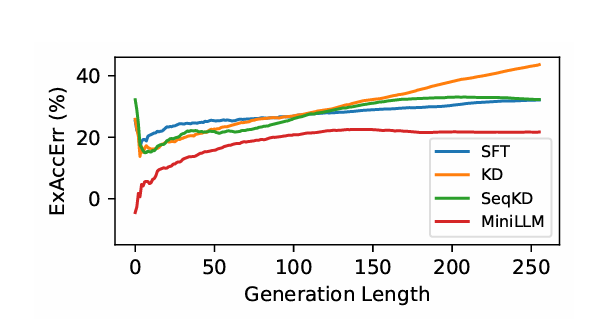 ExAccErr (%)
40
20
0
SFT
KD
SeqKD
MiniLLM
0 50 100 150 200 250
Generation Length